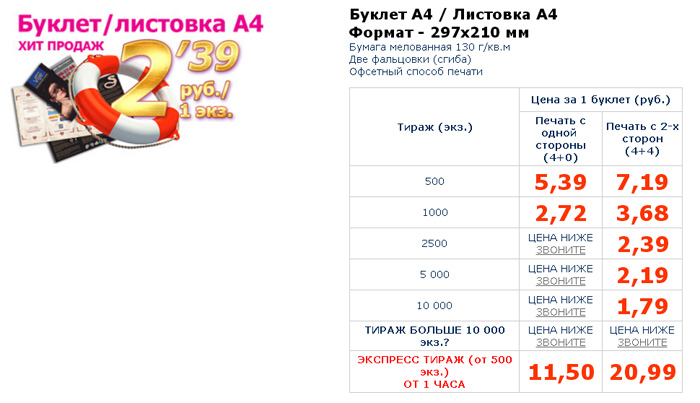 Буклет/листовка А4
ХИТ ПРОДАЖ
2’39
руб./
1 экз.
Буклет А4 / Листовка А4
Формат - 297x210 мм
Бумага мелованная 130 г/кв.м
Две фальцовки (сгиба)
Офсетный способ печати
Тираж (экз.)
Цена за 1 буклет (руб.)
Печать с
одной
стороны
(4+0)
Печать с 2-х
сторон
(4+4)
500
5,39
7,19
1000
2,72
3,68
2500
ЦЕНА НИЖЕ
ЗВОНИТЕ
2,39
5 000
ЦЕНА НИЖЕ
ЗВОНИТЕ
2,19
10 000
ЦЕНА НИЖЕ
ЗВОНИТЕ
1,79
ТИРАЖ БОЛЬШЕ 10 000
экз.?
ЦЕНА НИЖЕ
ЗВОНИТЕ
ЦЕНА НИЖЕ
ЗВОНИТЕ
ЭКСПРЕСС ТИРАЖ (от 500
экз.)
ОТ 1 ЧАСА
11,50
20,99